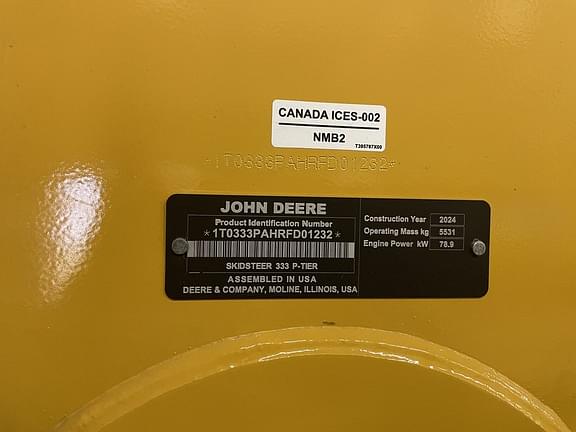 CANADA ICES-002
NMB2
T395787X00
*1T0333PAHRFD01232*
JOHN DEERE
Product Identification Number
*1T0333PAHRFD01232*
SKIDSTEER 333 P-TIER
ASSEMBLED IN USA
DEERE & COMPANY, MOLINE, ILLINOIS, USA
Construction Year 2024
Operating Mass kg 5531
Engine Power kW 78.9